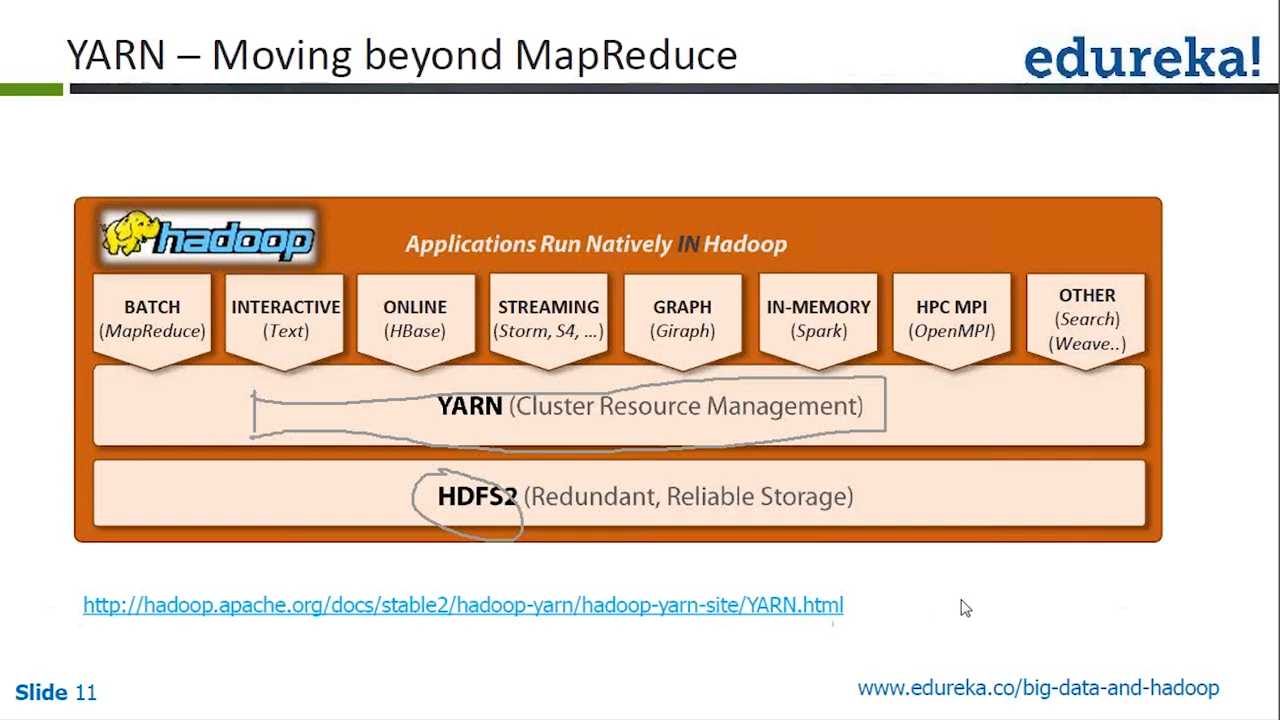 YARN – Moving beyond MapReduce
edureka!
hadoop
Applications Run Natively IN Hadoop
BATCH
(MapReduce)
INTERACTIVE
(Text)
ONLINE
(HBase)
STREAMING
(Storm, S4, ...)
GRAPH
(Giraph)
IN-MEMORY
(Spark)
HPC MPI
(OpenMPI)
OTHER
(Search)
(Weave..)
YARN (Cluster Resource Management)
HDFS2 (Redundant, Reliable Storage)
http://hadoop.apache.org/docs/stable2/hadoop-yarn/hadoop-yarn-site/YARN.html
Slide 11
www.edureka.co/big-data-and-hadoop